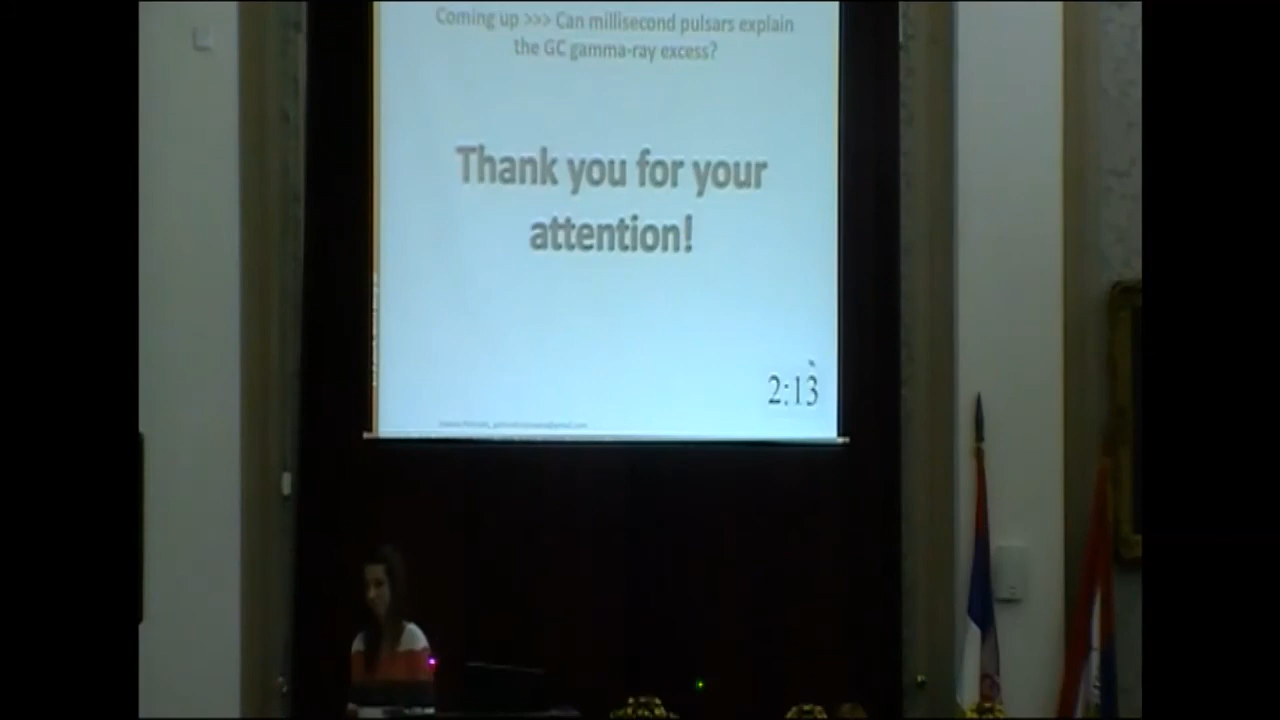 Coming up >>> Can millisecond pulsars explain
the GC gamma-ray excess?
Thank you for your
attention!
2:13